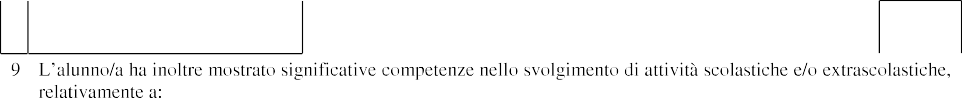 9 L'alunno/a ha inoltre mostrato significative competenze nello svolgimento di attività scolastiche e/o extrascolastiche,
relativamente a: